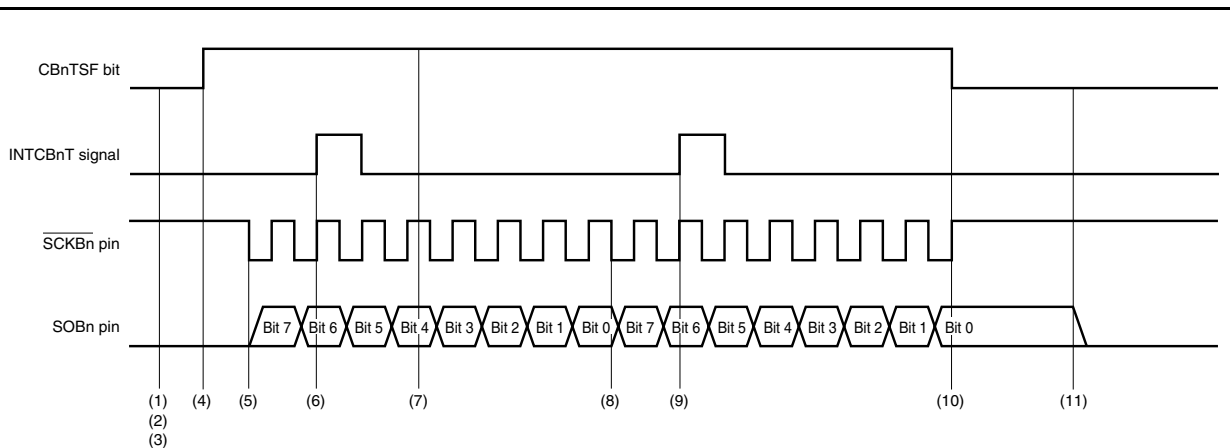 CBnTSF bit
INTCBnT signal
SCKBn pin
SOBn pin
Bit 7 Bit 6 Bit 5 Bit 4 Bit 3 Bit 2 Bit 1 Bit 0 Bit 7 Bit 6 Bit 5 Bit 4 Bit 3 Bit 2 Bit 1 Bit 0
(1) (4) (5) (6) (7) (8) (9) (10) (11)
(2)
(3)